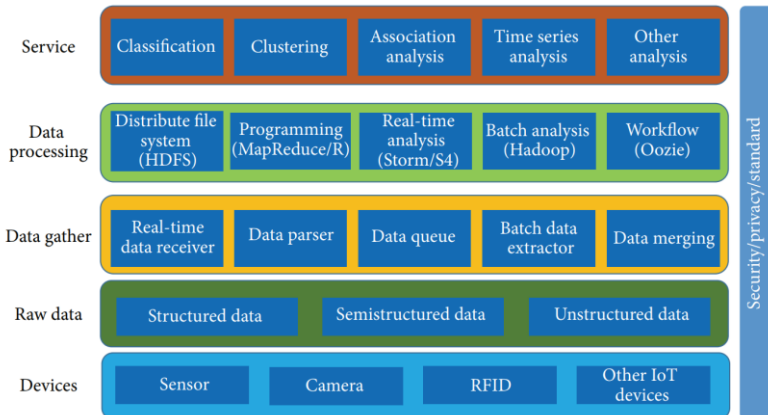 Service
Classification
Clustering
Association
analysis
Time series
analysis
Other
analysis
Data
processing
Distribute file
system
(HDFS)
Programming
(MapReduce/R)
Real-time
analysis
(Storm/S4)
Batch analysis
(Hadoop)
Workflow
(Oozie)
Data gather
Real-time
data receiver
Data parser
Data queue
Batch data
extractor
Data merging
Raw data
Structured data
Semistructured data
Unstructured data
Devices
Sensor
Camera
RFID
Other IoT
devices
Security/privacy/standard